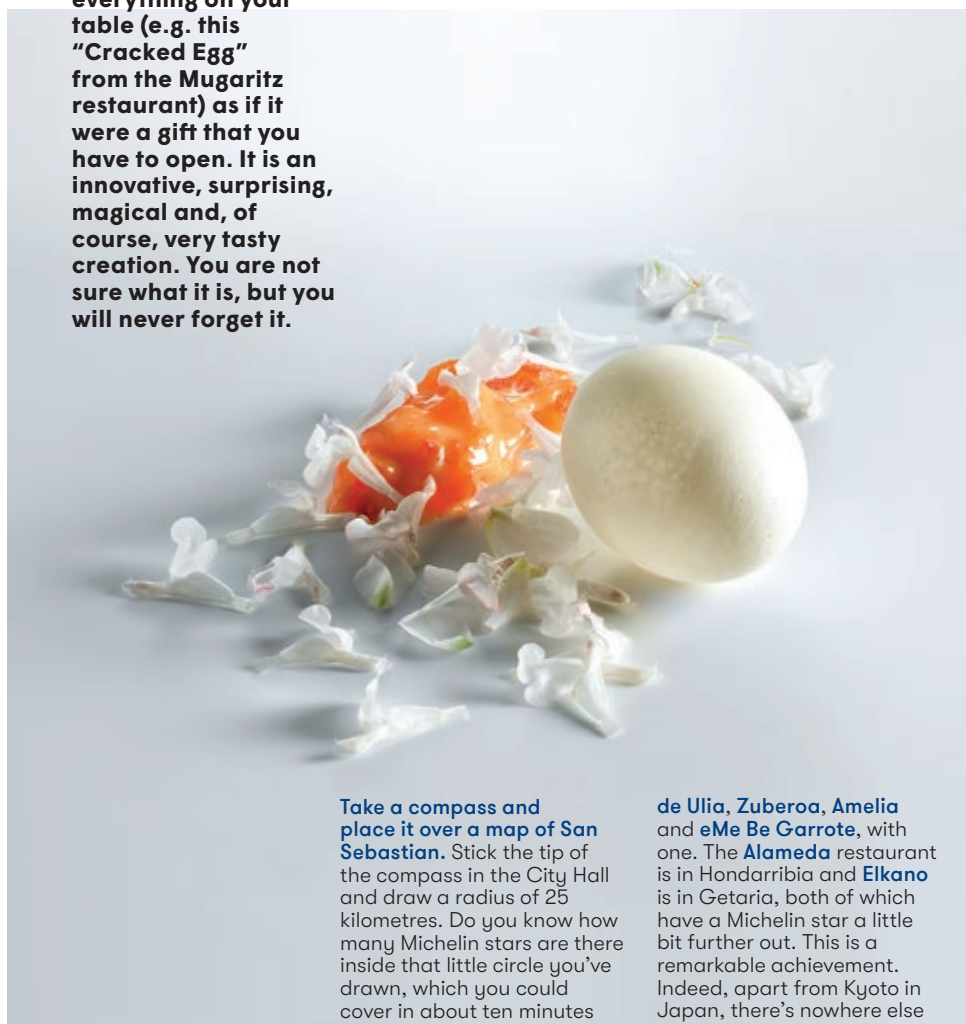 everything on your
table (e.g. this
“Cracked Egg”
from the Mugaritz
restaurant) as if it
were a gift that you
have to open. It is an
innovative, surprising,
magical and, of
course, very tasty
creation. You are not
sure what it is, but you
will never forget it.
Take a compass and
place it over a map of San
Sebastian. Stick the tip of
the compass in the City Hall
and draw a radius of 25
kilometres. Do you know how
many Michelin stars are there
inside that little circle you’ve
drawn, which you could
cover in about ten minutes
de Ulia, Zuberoa, Amelia
and eMe Be Garrote, with
one. The Alameda restaurant
is in Hondarribia and Elkano
is in Getaria, both of which
have a Michelin star a little
bit further out. This is a
remarkable achievement.
Indeed, apart from Kyoto in
Japan, there’s nowhere else